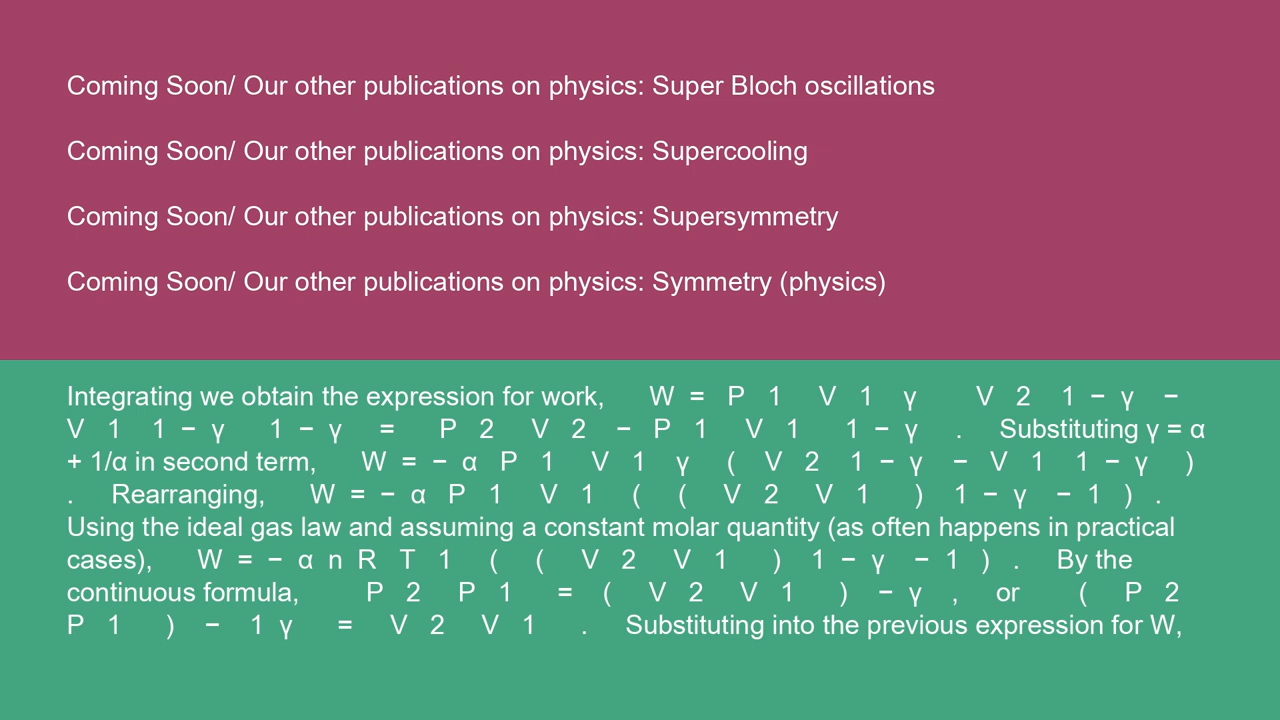 Coming Soon/ Our other publications on physics: Super Bloch oscillations
Coming Soon/ Our other publications on physics: Supercooling
Coming Soon/ Our other publications on physics: Supersymmetry
Coming Soon/ Our other publications on physics: Symmetry (physics)
Integrating we obtain the expression for work, W = P 1 V 1 γ V 2 1 − γ −
V 1 1 − γ 1 − γ = P 2 V 2 − P 1 V 1 1 − γ . Substituting γ = α
+ 1/α in second term, W = − α P 1 V 1 γ ( V 2 1 − γ − V 1 1 − γ )
. Rearranging, W = − α P 1 V 1 ( ( V 2 V 1 ) 1 − γ − 1 ) .
Using the ideal gas law and assuming a constant molar quantity (as often happens in practical
cases), W = − α n R T 1 ( ( V 2 V 1 ) 1 − γ − 1 ) . By the
continuous formula, P 2 P 1 = ( V 2 V 1 ) − γ , or ( P 2
P 1 ) − 1 γ = V 2 V 1 . Substituting into the previous expression for W,